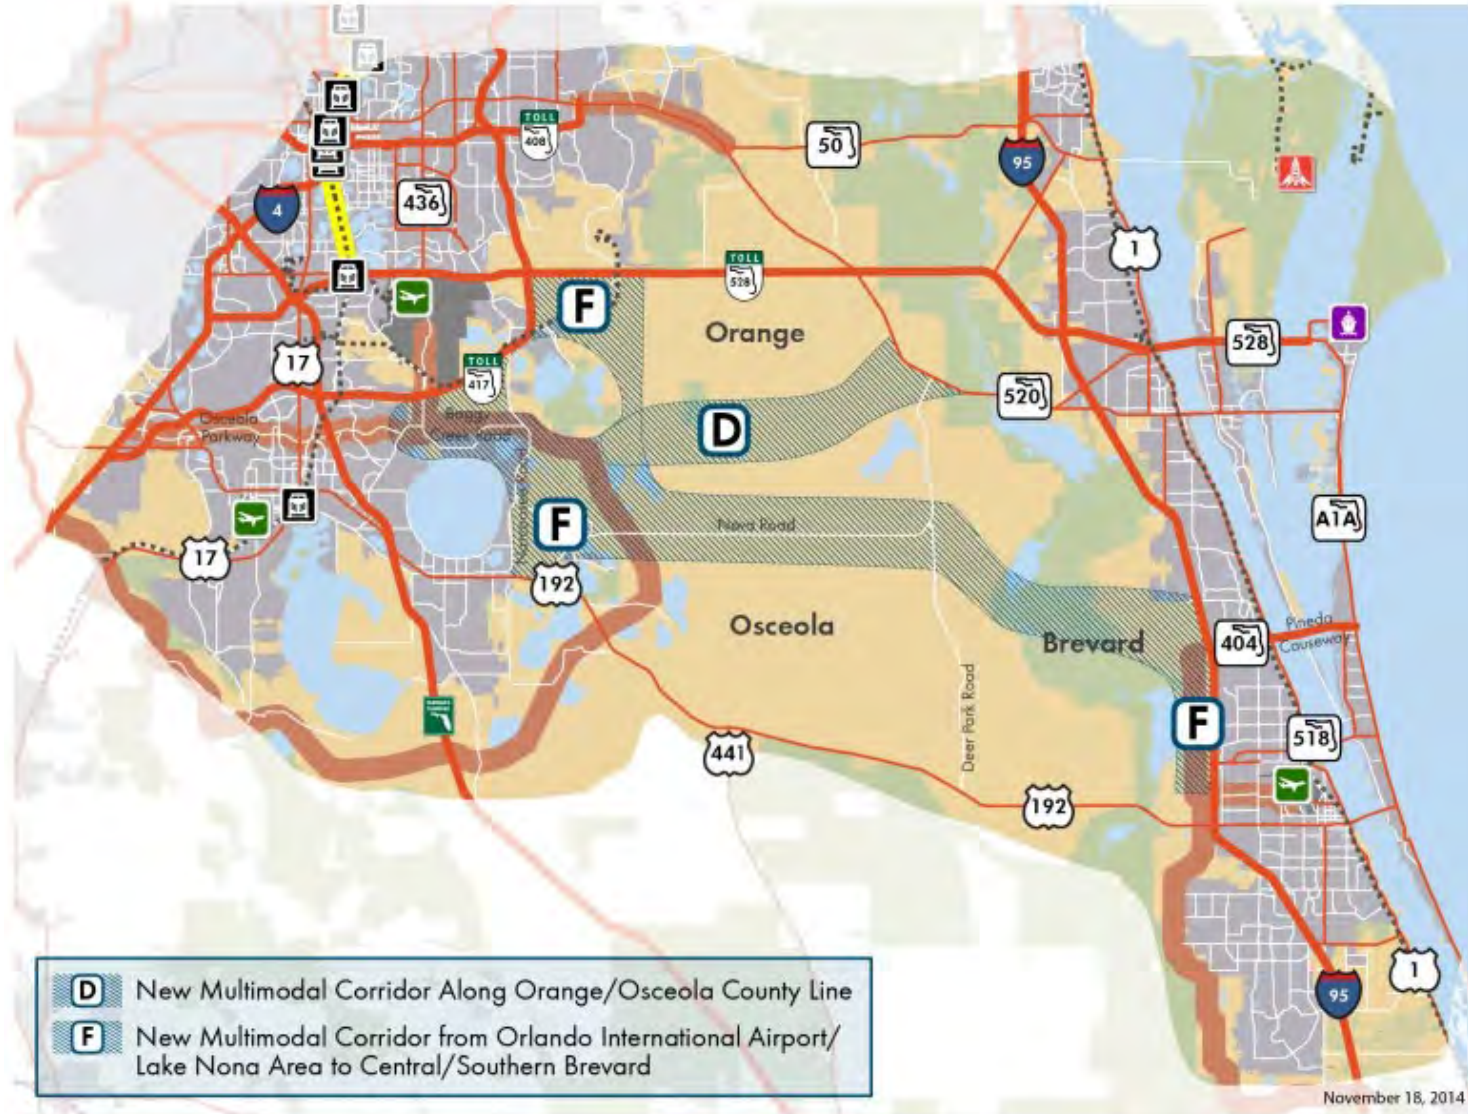 TOLL
408
50
95
4
436
1
TOLL
528
F
Orange
528
17
TOLL
417
520
Osceola
Parkway
Boggy
Creek Road
D
A1A
F
Nova Road
17
192
Osceola
Brevard
404
Pineda
Causeway
Deer Park Road
F
518
441
192
D New Multimodal Corridor Along Orange/Osceola County Line
F New Multimodal Corridor from Orlando International Airport/
Lake Nona Area to Central/Southern Brevard
1
95
November 18, 2014